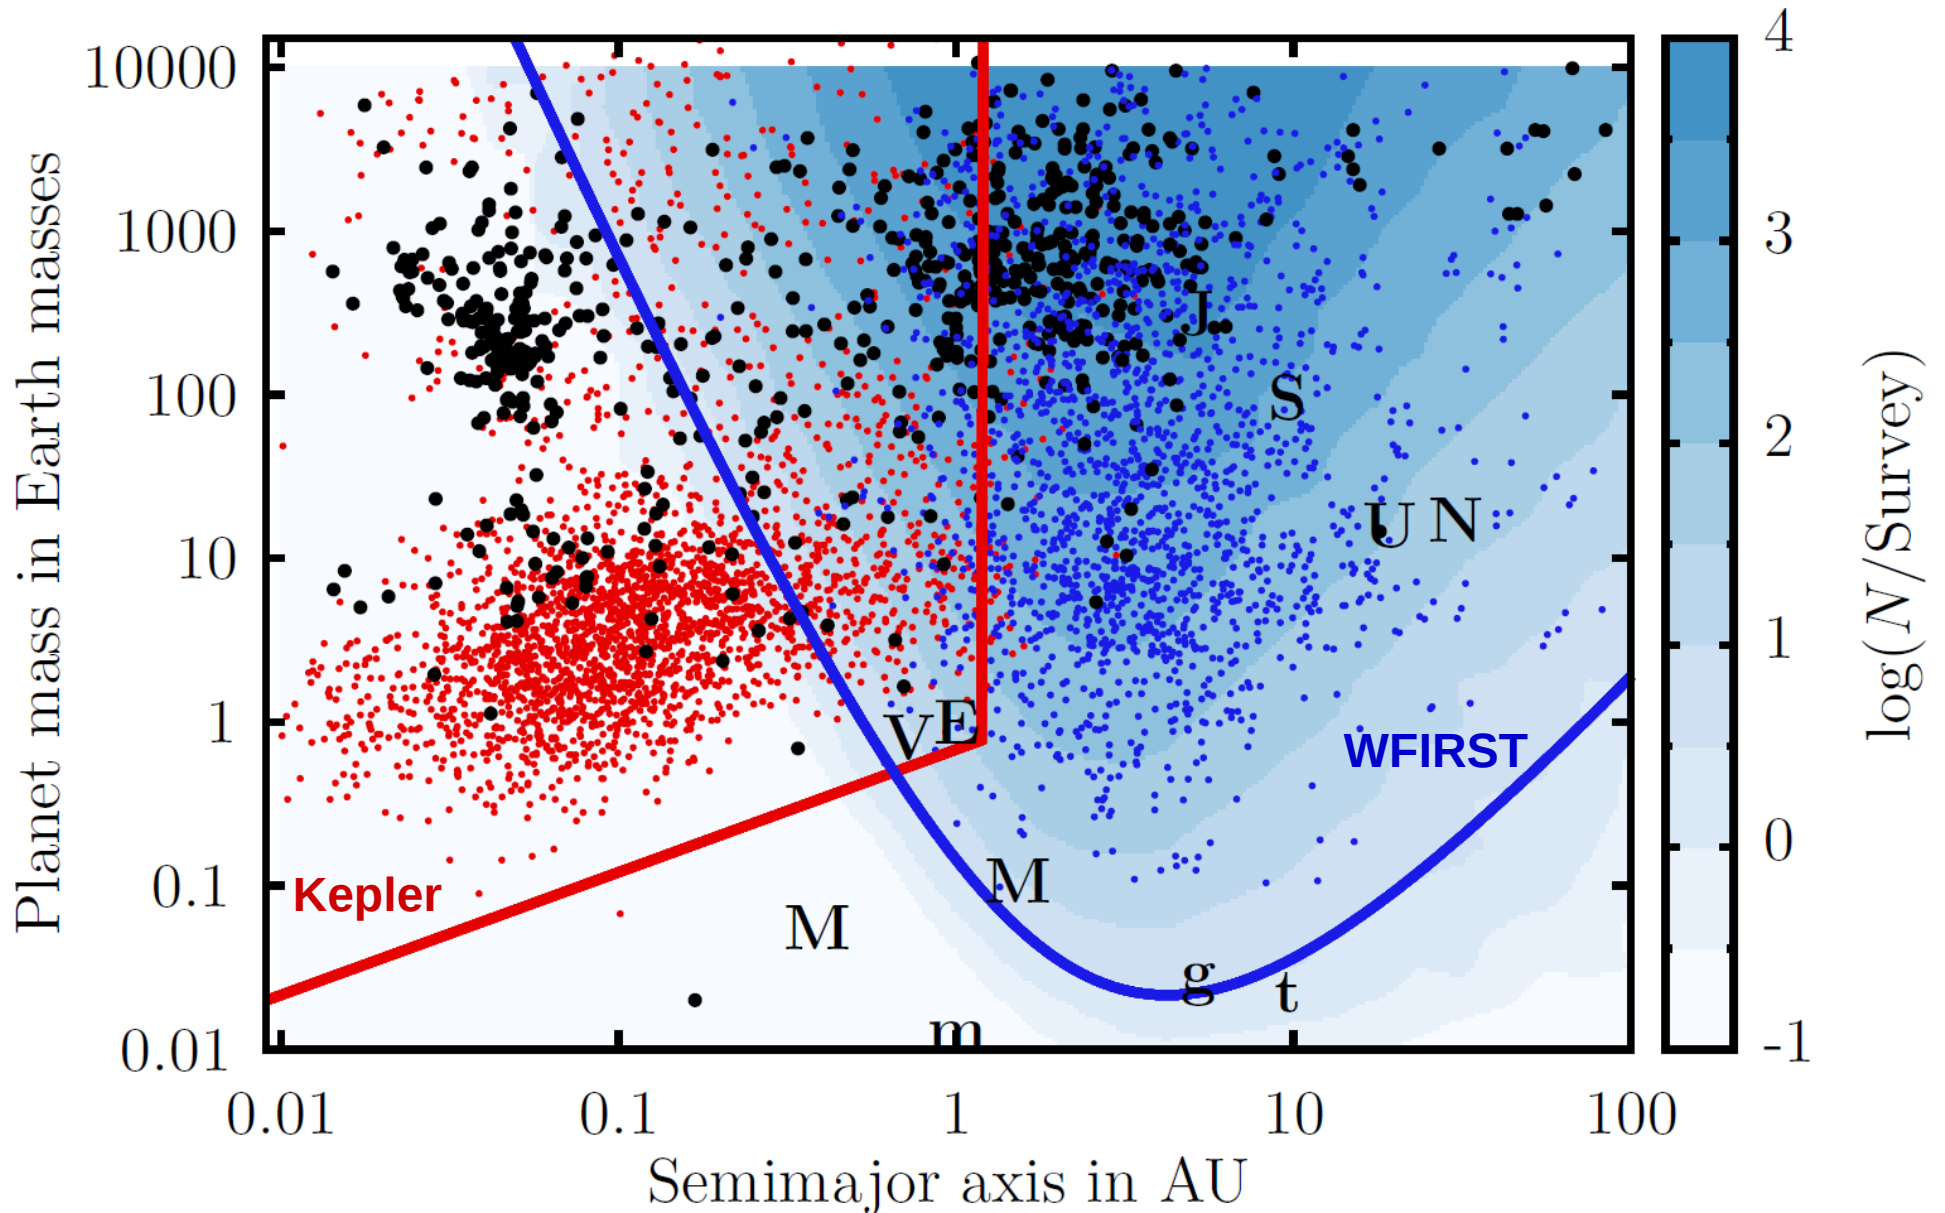 Planet mass in Earth masses
10000
1000
100
10
1
0.1
0.01
0.01
0.1
1
10
100
Semimajor axis in AU
Kepler
WFIRST
J
S
U N
V E
M
M
g
t
m
4
3
2
1
0
-1
log(N/Survey)